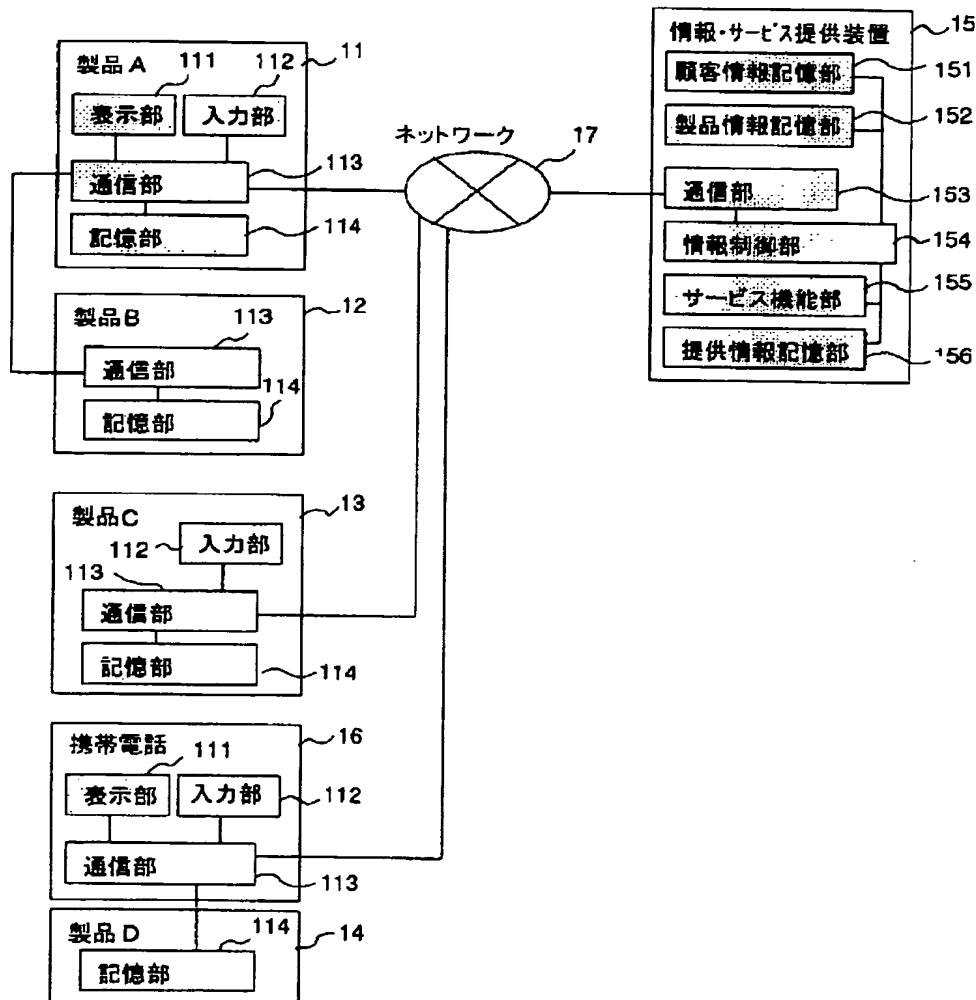 製品A
11
111
112
表示部
入力部
113
通信部
記憶部
114
製品B
12
113
通信部
114
記憶部
製品C
13
112
入力部
113
通信部
記憶部
114
携帯電話
16
111
表示部
入力部
112
通信部
113
製品D
114
14
記憶部
ネットワーク
17
情報・サービス提供装置
15
顧客情報記憶部
151
製品情報記憶部
152
通信部
153
情報制御部
154
サービス機能部
155
提供情報記憶部
156